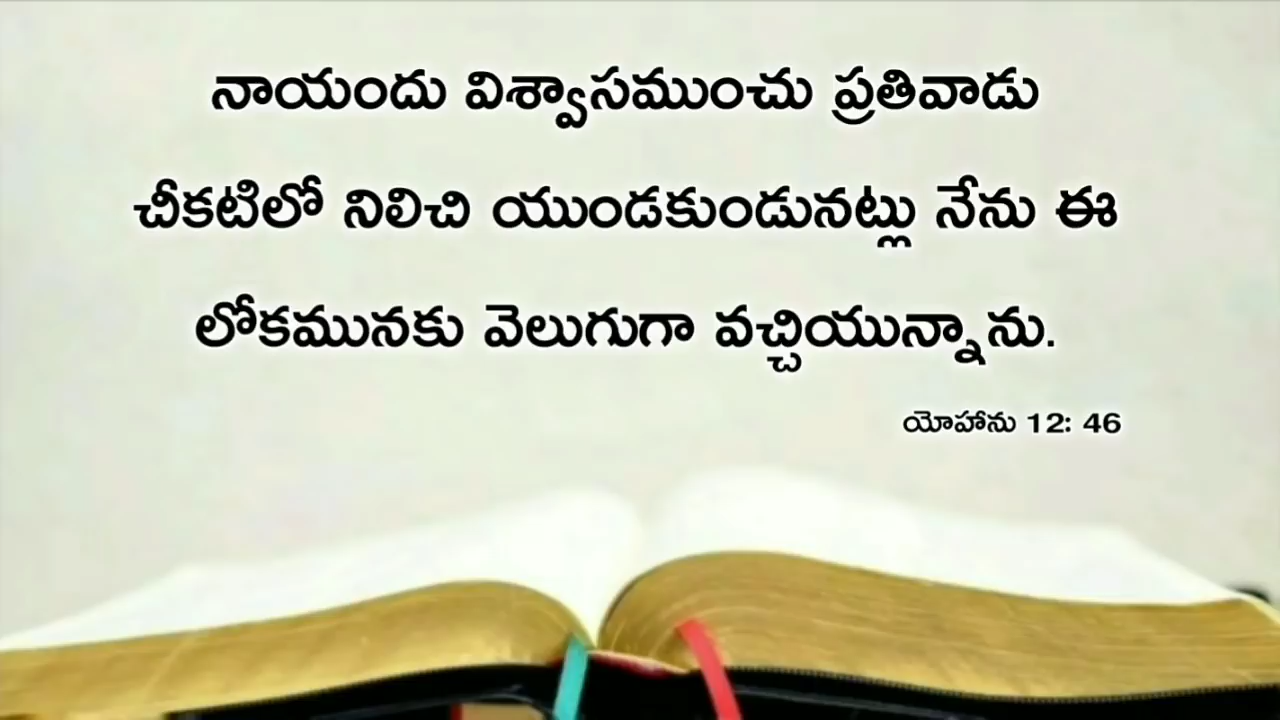 నాయందు విశ్వాసముంచు ప్రతివాడు
చీకటిలో నిలిచి యుండకుండునట్లు నేను ఈ
లోకమునకు వెలుగుగా వచ్చియున్నాను.
యోహాను 12: 46